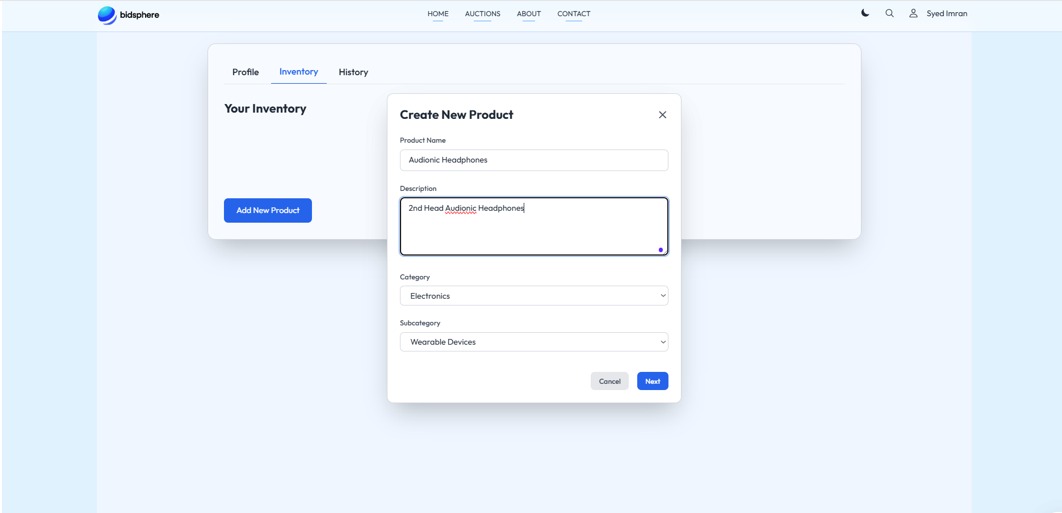 bidsphere
HOME AUCTIONS ABOUT CONTACT
Syed Imran
Profile Inventory History
Your Inventory
Add New Product
Create New Product
Product Name
Audionic Headphones
Description
2nd Head Audionic Headphones
Category
Electronics
Subcategory
Wearable Devices
Cancel Next